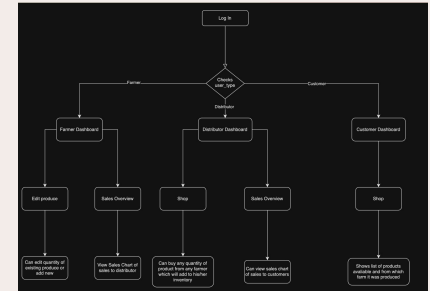 Log In
Checks
user_type
Farmer
Customer
Distributor
Farmer Dashboard
Distributor Dashboard
Customer Dashboard
Edit produce
Sales Overview
Shop
Sales Overview
Shop
Can edit quantity of
existing produce or
add new
View Sales Chart of
sales to distributor
Can buy any quantity of
product from any farmer
which will add to his/her
inventory
Can view sales chart
of sales to customers
Shows list of products
available and from which
farm it was produced